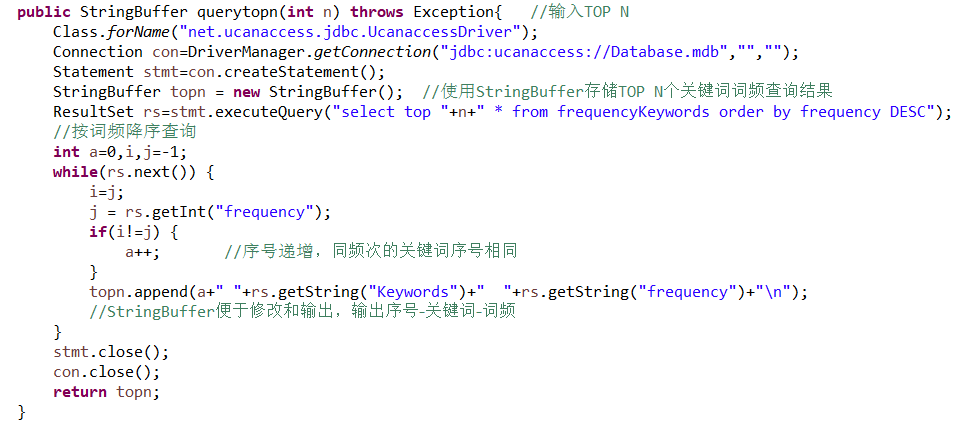 public StringBuffer querytopn(int n) throws Exception{   //输入TOP N
    Class.forName("net.ucanaccess.jdbc.UcanaccessDriver");
    Connection con=DriverManager.getConnection("jdbc:ucanaccess://Database.mdb","","");
    Statement stmt=con.createStatement();
    StringBuffer topn = new StringBuffer();  //使用StringBuffer存储TOP N个关键词词频查询结果
    ResultSet rs=stmt.executeQuery("select top "+n+" * from frequencyKeywords order by frequency DESC");
    //按词频降序查询
    int a=0,i,j=-1;
    while(rs.next()) {
        i=j;
        j = rs.getInt("frequency");
        if(i!=j) {
            a++;       //序号递增，同频次的关键词序号相同
        }
        topn.append(a+" "+rs.getString("Keywords")+"  "+rs.getString("frequency")+"\n");
        //StringBuffer便于修改和输出，输出序号-关键词-词频
    }
    stmt.close();
    con.close();
    return topn;
}